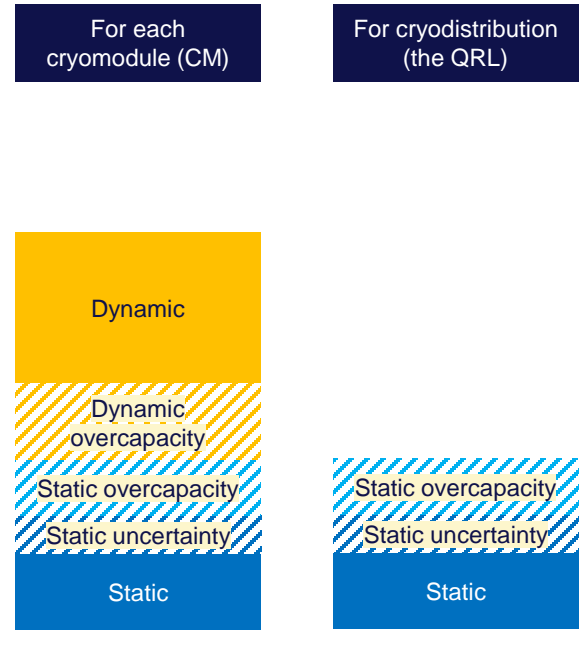 For each
cryomodule (CM)
For cryodistribution
(the QRL)
Dynamic
Dynamic
overcapacity
Static overcapacity
Static uncertainty
Static
Static overcapacity
Static uncertainty
Static